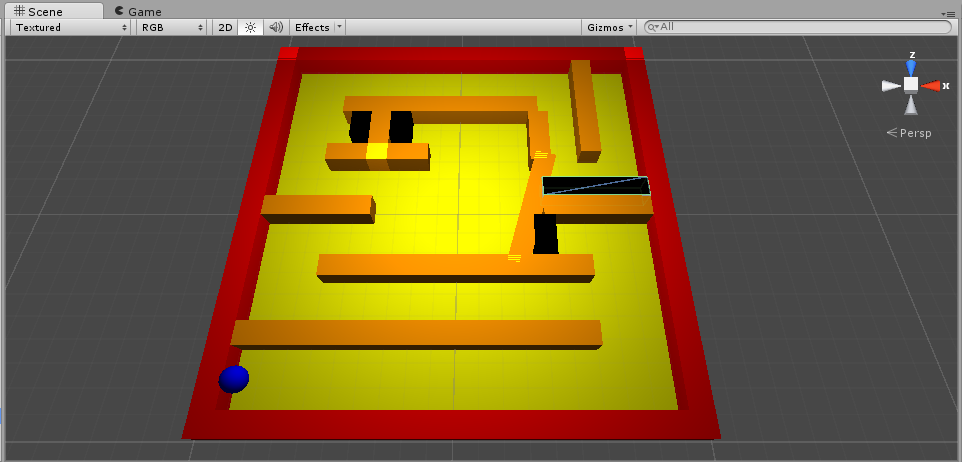 Scene Game
Textured RGB 2D Effects Gizmos All
z
x
Persp